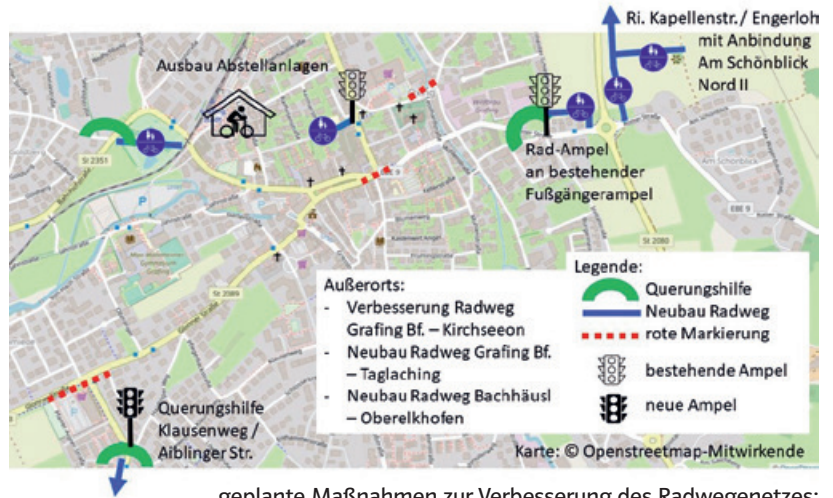 Ri. Kapellenstr./ Engerloh
mit Anbindung
Am Schönblick
Nord II
Ausbau Abstellanlagen
St 2351
Rad-Ampel
an bestehender
Fußgängerampel
Am Schönblick
EBE 9
St 2080
St 2089
Querungshilfe
Klausenweg /
Aiblinger Str.
Außerorts:
- Verbesserung Radweg
Grafing Bf. – Kirchseeon
- Neubau Radweg Grafing Bf.
– Taglaching
- Neubau Radweg Bachhäusl
– Oberelkhofen
Legende:
Querungshilfe
Neubau Radweg
rote Markierung
bestehende Ampel
neue Ampel
Karte: © Openstreetmap-Mitwirkende
geplante Maßnahmen zur Verbesserung des Radwegenetzes: